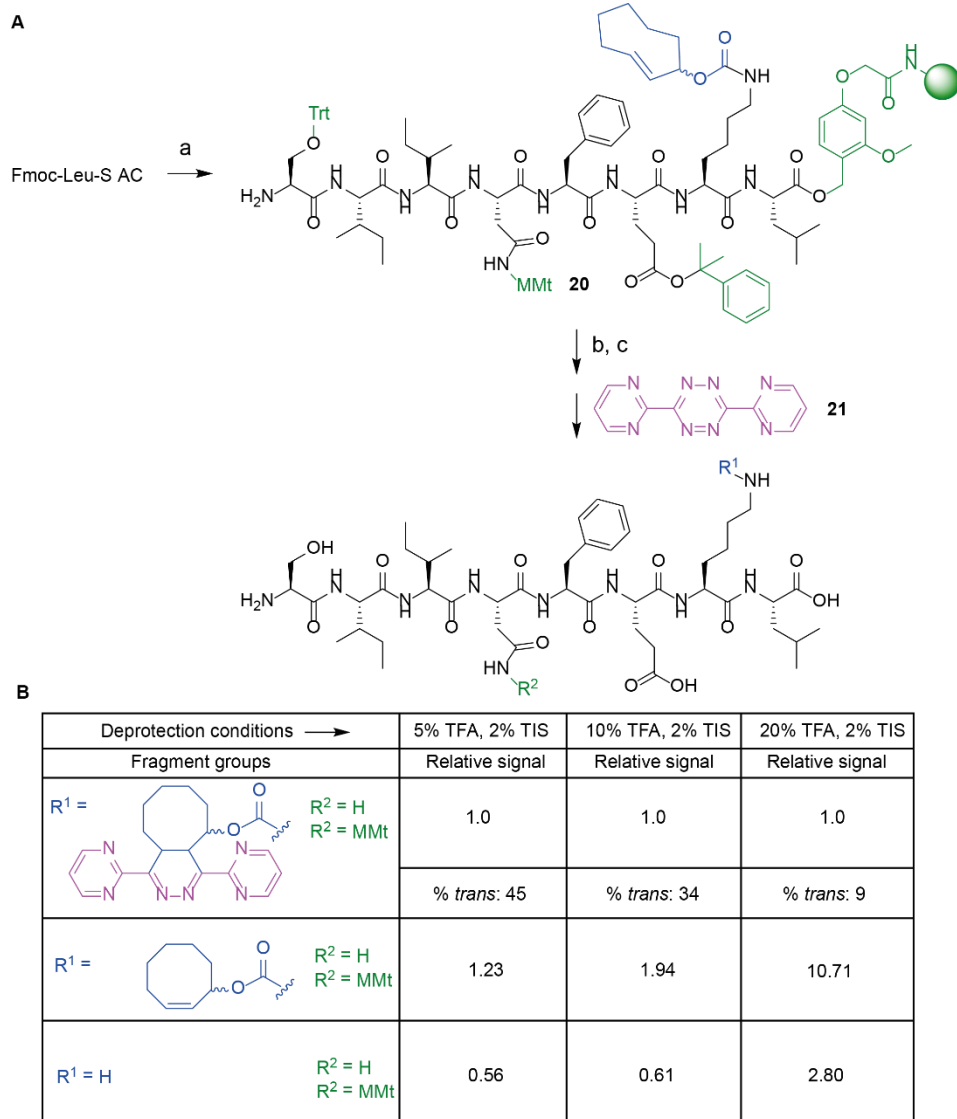 A
Fmoc-Leu-S AC
a
Trt
O
H₂N
O
H
N
N
H
O
O
H
N
O
HN
MMt
20
N
H
O
O
H
N
O
O
N
H
O
O
NH
O
H
N
O
O
O
O
O
HN
b, c
N
N
N
N
N
N
N
N
21
R¹
NH
OH
H₂N
O
H
N
N
H
O
O
H
N
O
HN
R²
N
H
O
O
H
N
O
OH
N
H
O
O
H
N
O
OH
B
Deprotection conditions → 5% TFA, 2% TIS 10% TFA, 2% TIS 20% TFA, 2% TIS
Fragment groups Relative signal Relative signal Relative signal
R¹ = O O R² = H
R² = MMt
N N N N N N
1.0 1.0 1.0
% trans: 45 % trans: 34 % trans: 9
R¹ = O O R² = H
R² = MMt
1.23 1.94 10.71
R¹ = H R² = H
R² = MMt
0.56 0.61 2.80